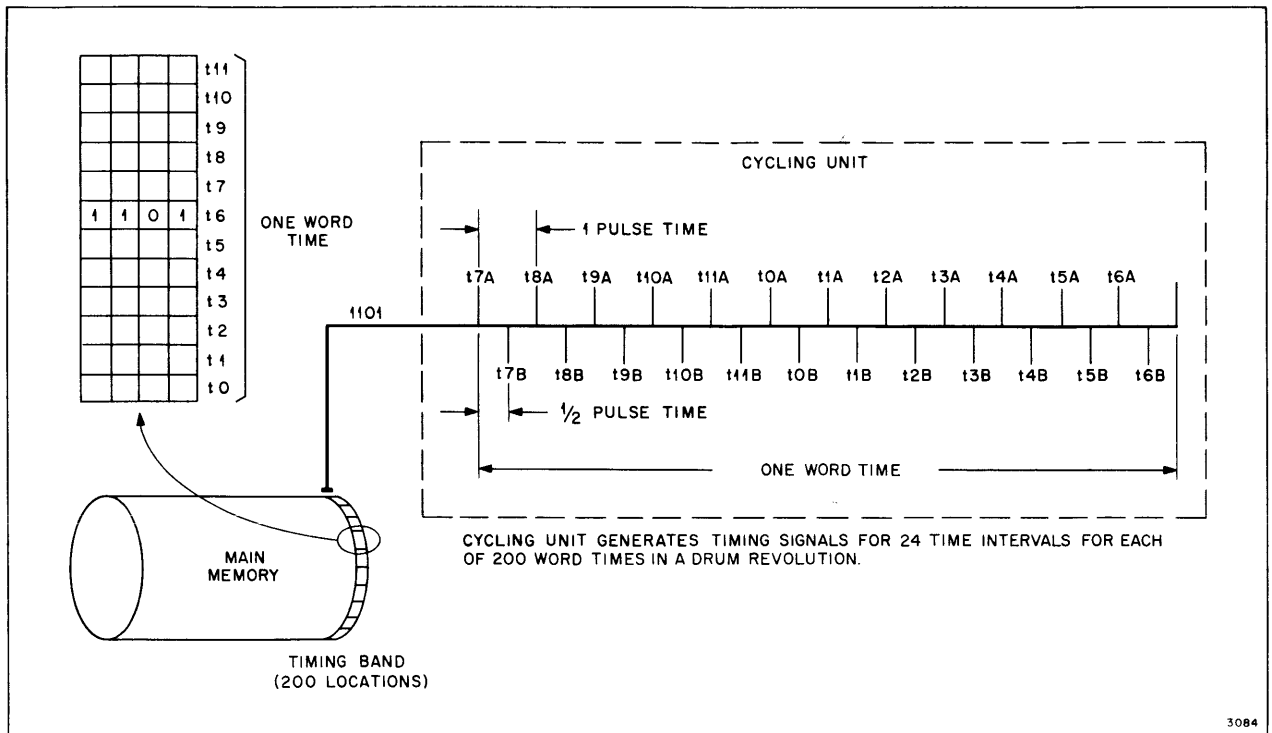 t11
t10
t9
t8
t7
1 1 0 1 t6
t5
t4
t3
t2
t1
t0
ONE WORD
TIME
CYCLING UNIT
1 PULSE TIME
t7A t8A t9A t10A t11A t0A t1A t2A t3A t4A t5A t6A
1101
t7B t8B t9B t10B t11B t0B t1B t2B t3B t4B t5B t6B
1/2 PULSE TIME
ONE WORD TIME
CYCLING UNIT GENERATES TIMING SIGNALS FOR 24 TIME INTERVALS FOR EACH
OF 200 WORD TIMES IN A DRUM REVOLUTION.
MAIN
MEMORY
TIMING BAND
(200 LOCATIONS)
3084